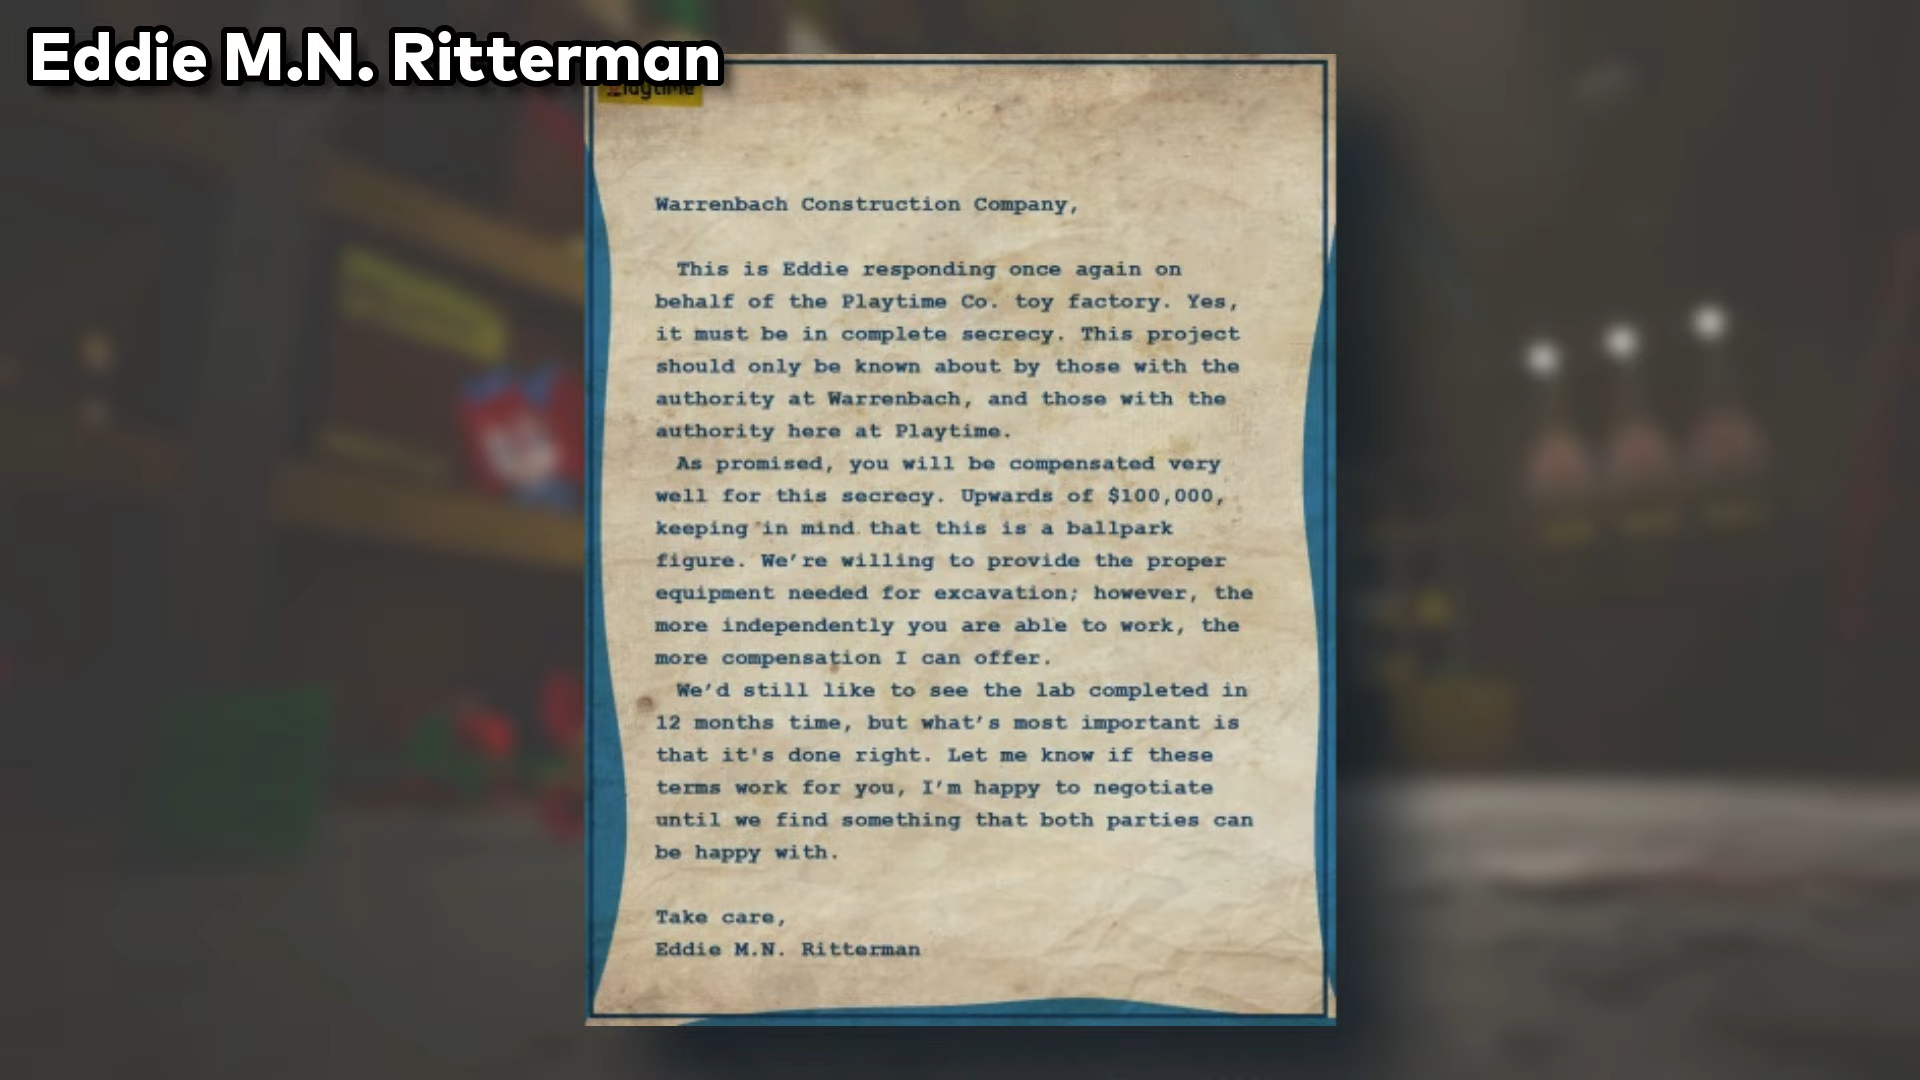 Eddie M.N. Ritterman
Playtime
Warrenbach Construction Company,
This is Eddie responding once again on
behalf of the Playtime Co. toy factory. Yes,
it must be in complete secrecy. This project
should only be known about by those with the
authority at Warrenbach, and those with the
authority here at Playtime.
As promised, you will be compensated very
well for this secrecy. Upwards of $100,000,
keeping in mind that this is a ballpark
figure. We’re willing to provide the proper
equipment needed for excavation; however, the
more independently you are able to work, the
more compensation I can offer.
We’d still like to see the lab completed in
12 months time, but what’s most important is
that it's done right. Let me know if these
terms work for you, I’m happy to negotiate
until we find something that both parties can
be happy with.
Take care,
Eddie M.N. Ritterman